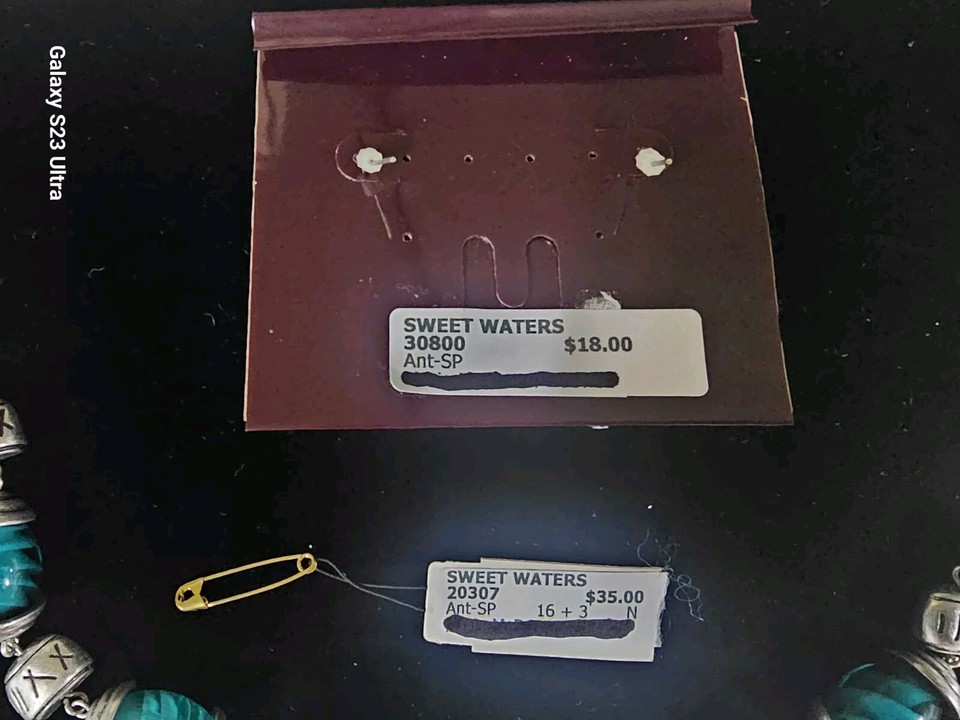 Galaxy S23 Ultra
SWEET WATERS
30800 $18.00
Ant-SP
SWEET WATERS
20307 $35.00
Ant-SP 16 + 3 N